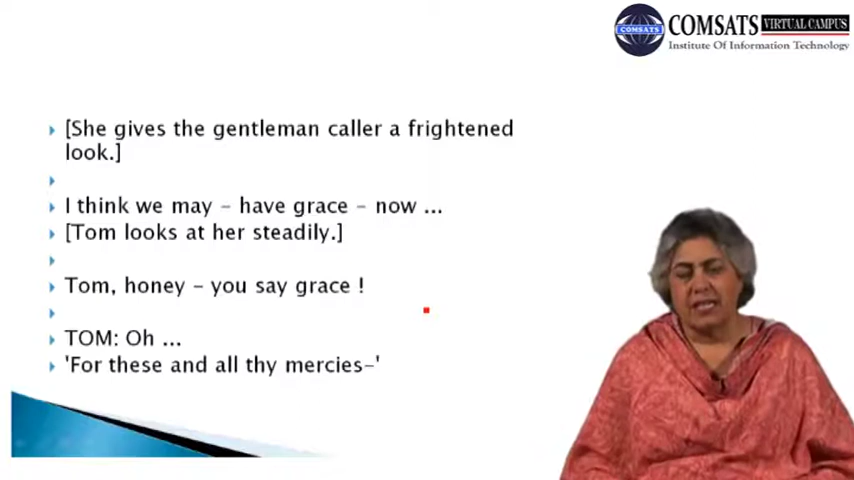 COMSATS VIRTUAL CAMPUS
Institute Of Information Technology
COMSATS
[She gives the gentleman caller a frightened
look.]
I think we may – have grace – now ...
[Tom looks at her steadily.]
Tom, honey – you say grace !
TOM: Oh ...
'For these and all thy mercies–'